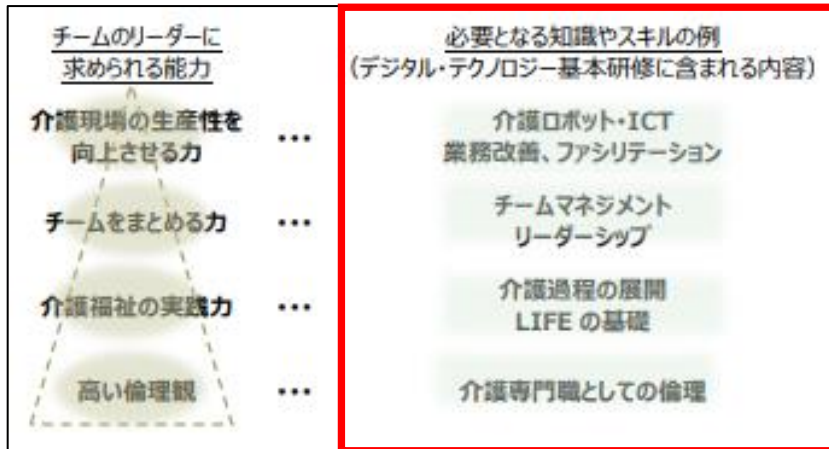 チームのリーダーに
求められる能力
必要となる知識やスキルの例
（デジタル・テクノロジー基本研修に含まれる内容）
介護現場の生産性を
向上させる力
…
介護ロボット・ICT
業務改善、ファシリテーション
チームをまとめる力
…
チームマネジメント
リーダーシップ
介護福祉の実践力
…
介護過程の展開
LIFE の基礎
高い倫理観
…
介護専門職としての倫理